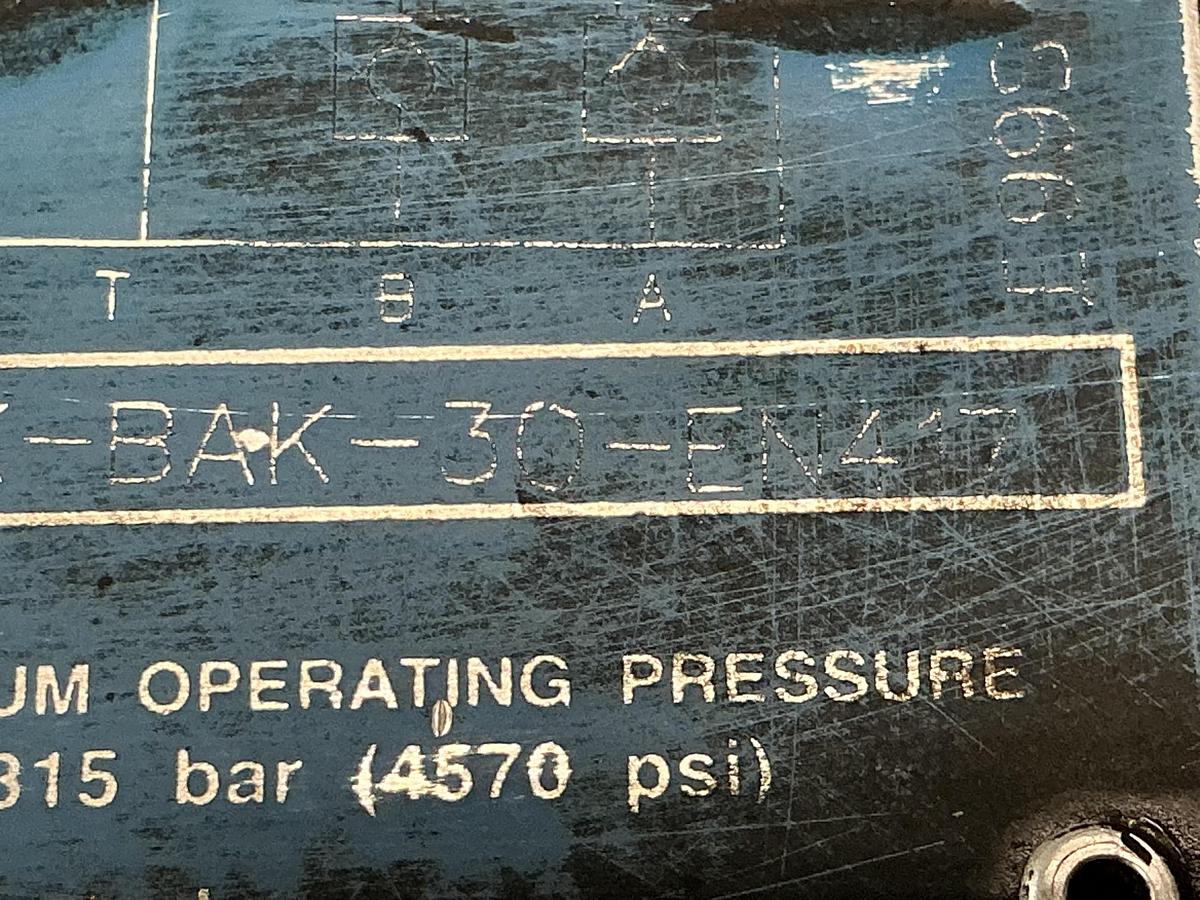 T B A
-BAK-30-EN417
UM OPERATING PRESSURE
315 bar (4570 psi)